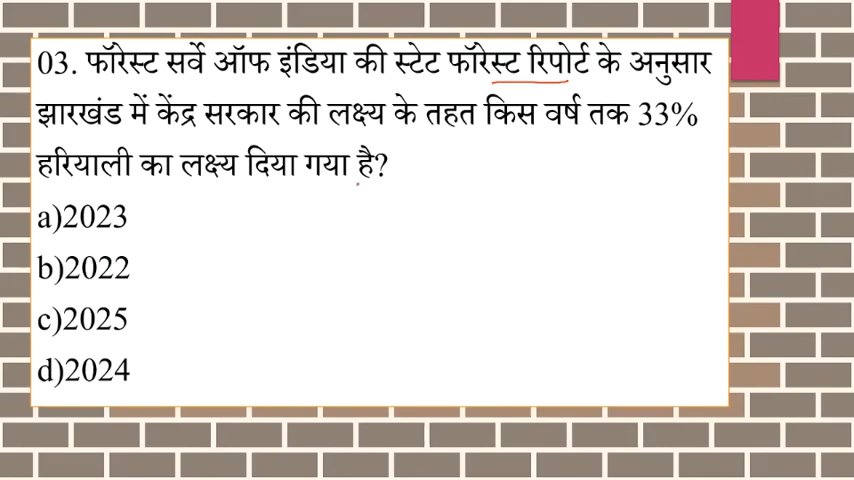 03. फॉरेस्ट सर्वे ऑफ इंडिया की स्टेट फॉरेस्ट रिपोर्ट के अनुसार
झारखंड में केंद्र सरकार की लक्ष्य के तहत किस वर्ष तक 33%
हरियाली का लक्ष्य दिया गया है?
a)2023
b)2022
c)2025
d)2024